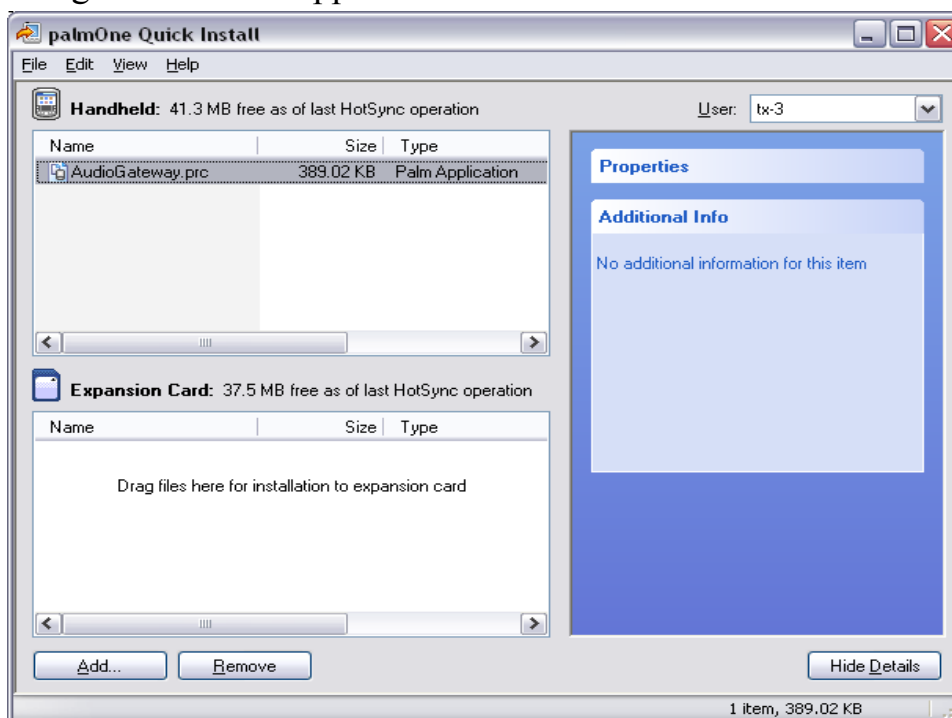 palmOne Quick Install
File Edit View Help
Handheld: 41.3 MB free as of last HotSync operation
User: tx-3
Name Size Type
AudioGateway.prc 389.02 KB Palm Application
Properties
Additional Info
No additional information for this item
Expansion Card: 37.5 MB free as of last HotSync operation
Name Size Type
Drag files here for installation to expansion card
Add... Remove Hide Details
1 item, 389.02 KB